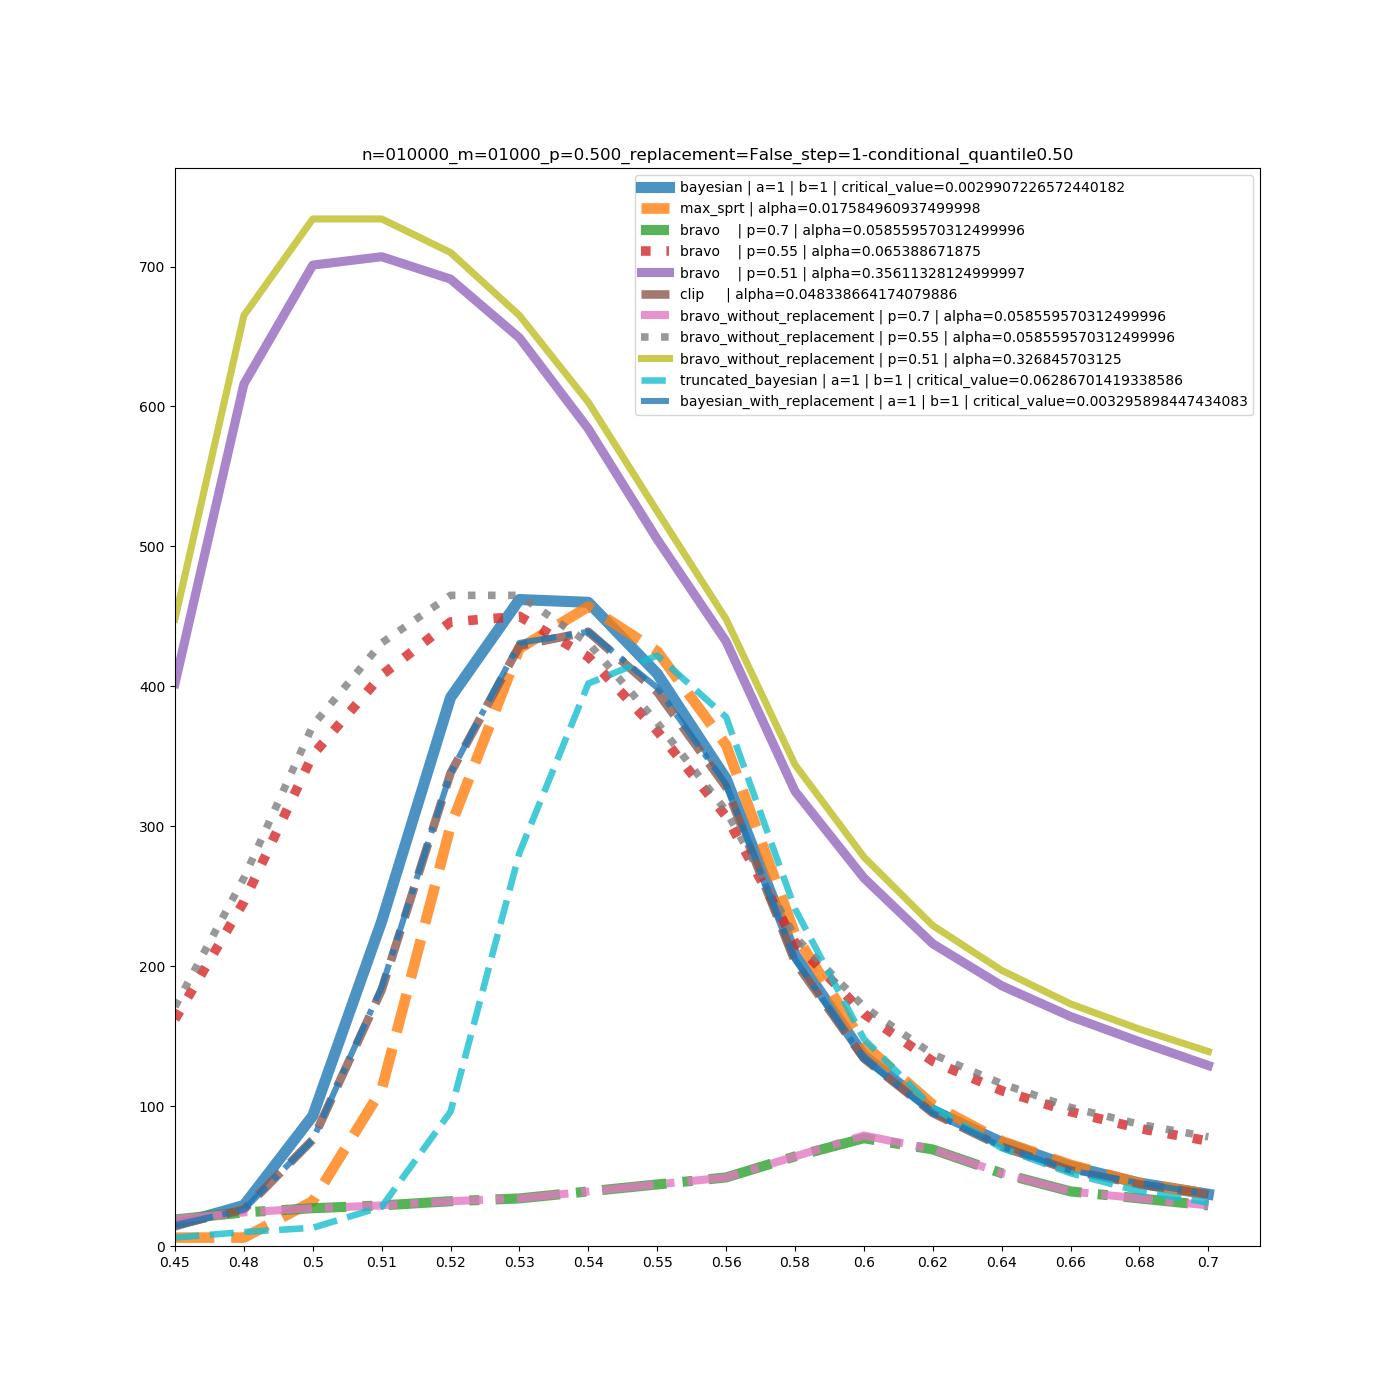 n=010000_m=01000_p=0.500_replacement=False_step=1-conditional_quantile0.50
bayesian | a=1 | b=1 | critical_value=0.0029907226572440182
max_sprt | alpha=0.017584960937499998
bravo | p=0.7 | alpha=0.058559570312499996
bravo | p=0.55 | alpha=0.065388671875
bravo | p=0.51 | alpha=0.35611328124999997
clip | alpha=0.048338664174079886
bravo_without_replacement | p=0.7 | alpha=0.058559570312499996
bravo_without_replacement | p=0.55 | alpha=0.058559570312499996
bravo_without_replacement | p=0.51 | alpha=0.326845703125
truncated_bayesian | a=1 | b=1 | critical_value=0.06286701419338586
bayesian_with_replacement | a=1 | b=1 | critical_value=0.003295898447434083
700
600
500
400
300
200
100
0
0.45 0.48 0.5 0.51 0.52 0.53 0.54 0.55 0.56 0.58 0.6 0.62 0.64 0.66 0.68 0.7